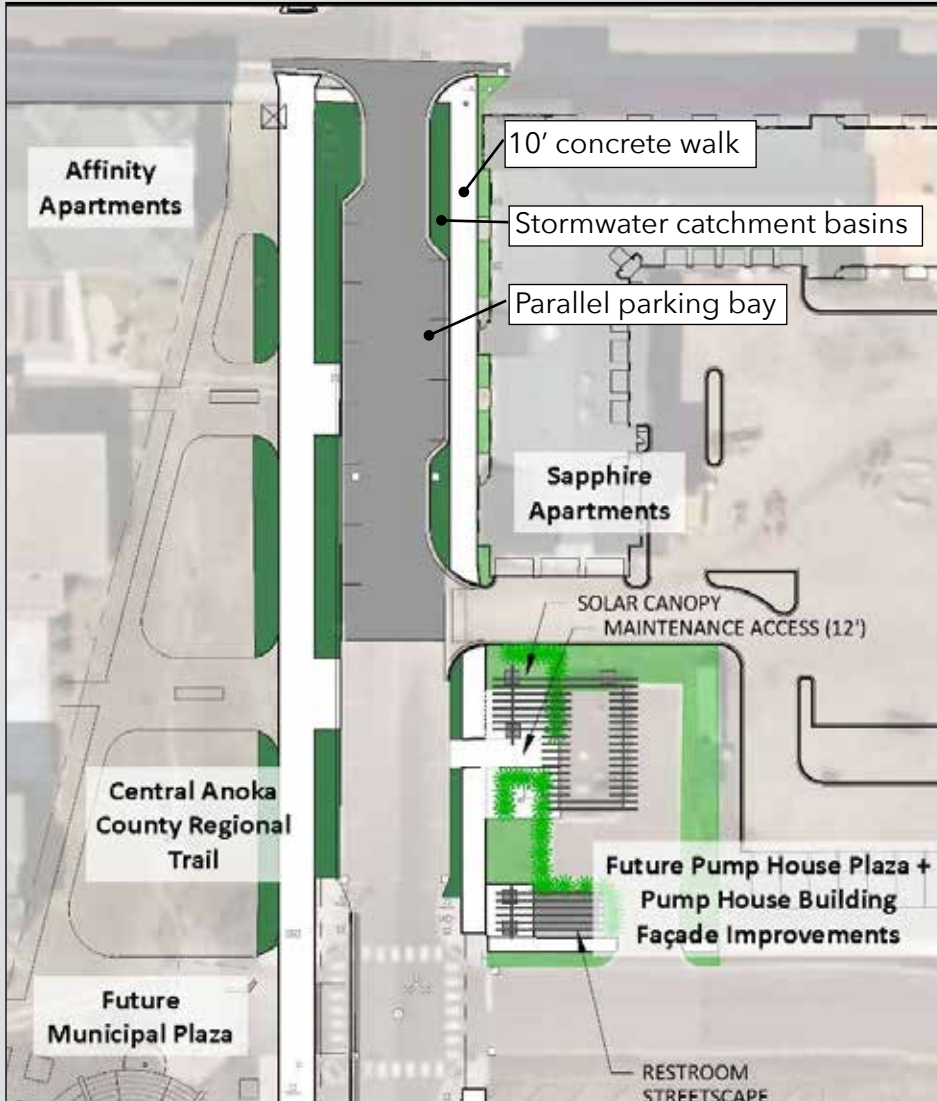 Affinity
Apartments
10’ concrete walk
Stormwater catchment basins
Parallel parking bay
Sapphire
Apartments
SOLAR CANOPY
MAINTENANCE ACCESS (12')
Central Anoka
County Regional
Trail
Future Pump House Plaza +
Pump House Building
Façade Improvements
Future
Municipal Plaza
RESTROOM
STREETSCAPE